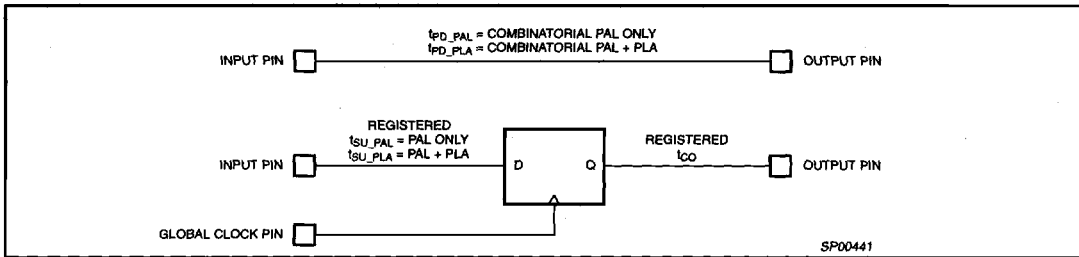 tPD_PAL = COMBINATORIAL PAL ONLY
tPD_PLA = COMBINATORIAL PAL + PLA
INPUT PIN
OUTPUT PIN
REGISTERED
tSU_PAL = PAL ONLY
tSU_PLA = PAL + PLA
INPUT PIN
D
Q
REGISTERED
tCO
OUTPUT PIN
GLOBAL CLOCK PIN
SP00441